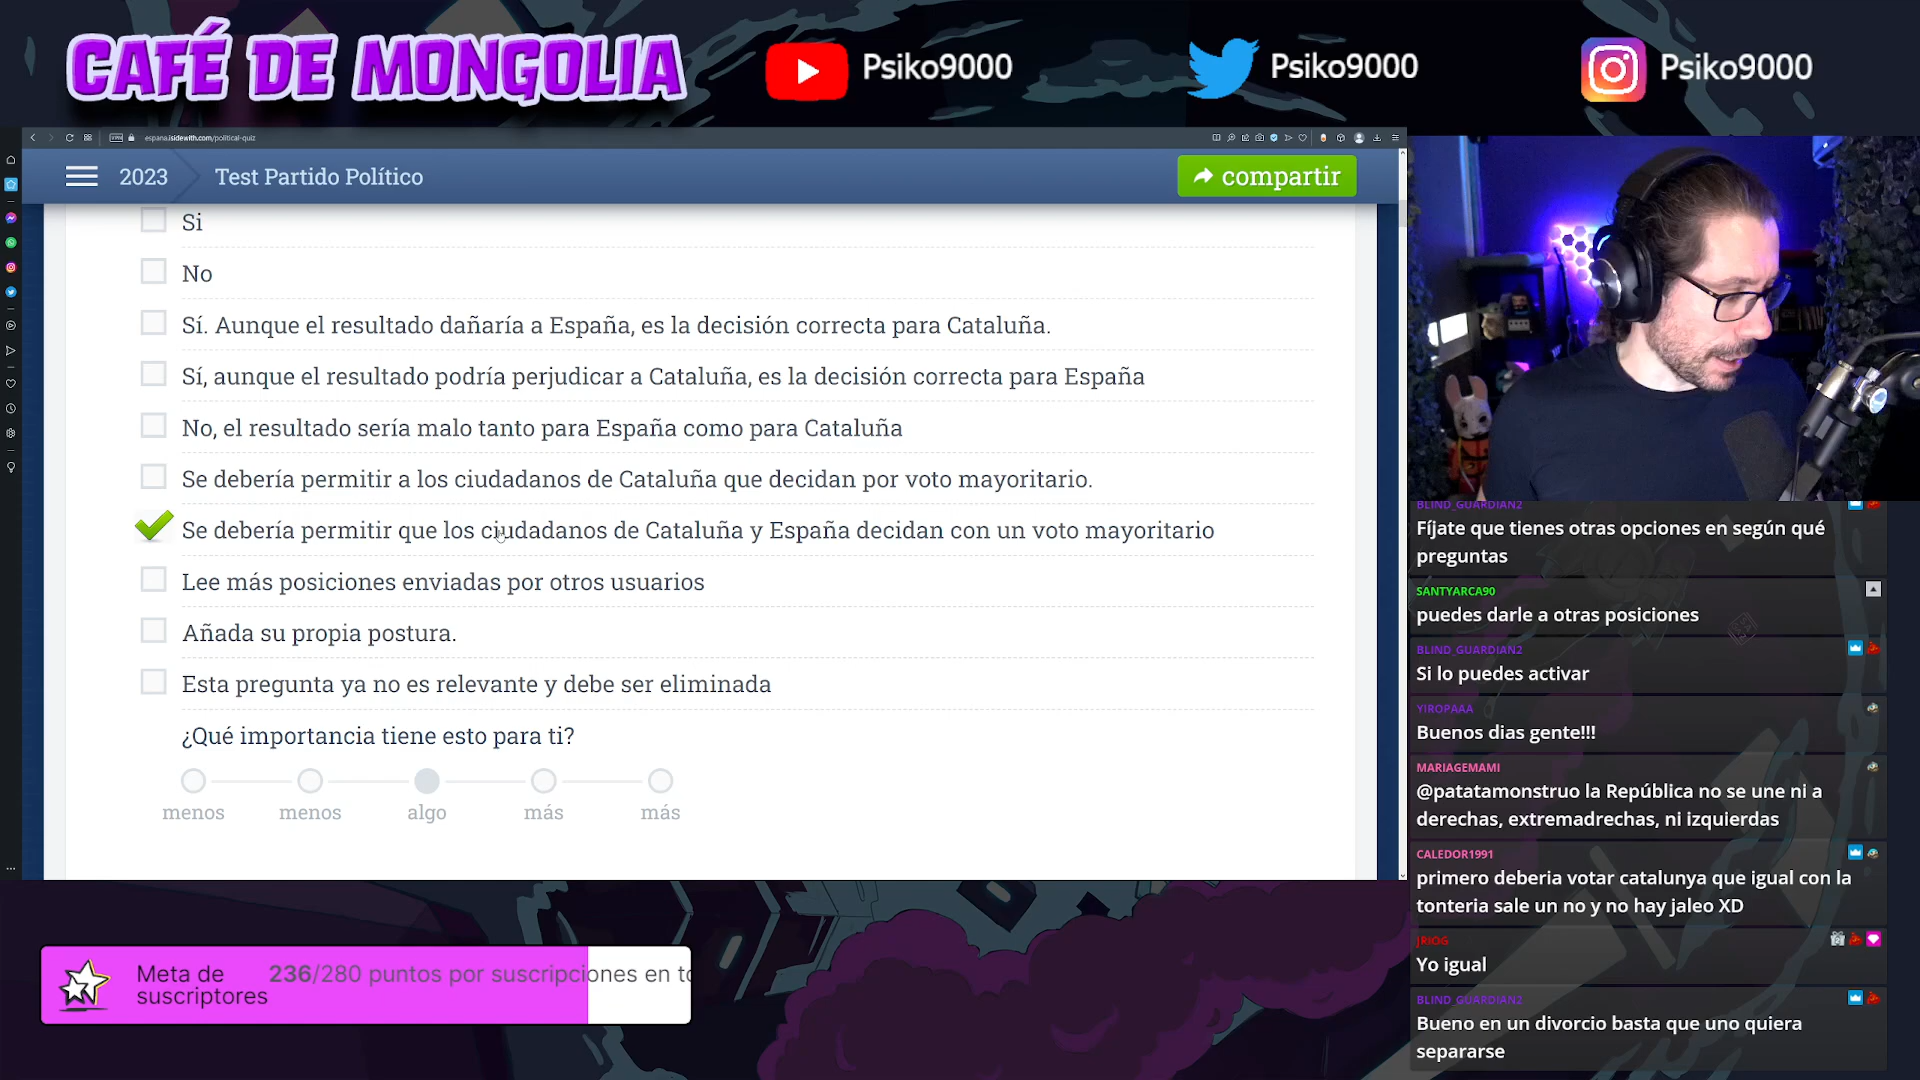 CAFÉ DE MONGOLIA
Psiko9000
Psiko9000
Psiko9000
VPN
espana.isidewith.com/political-quiz
2023
Test Partido Político
compartir
Si
No
Sí. Aunque el resultado dañaría a España, es la decisión correcta para Cataluña.
Sí, aunque el resultado podría perjudicar a Cataluña, es la decisión correcta para España
No, el resultado sería malo tanto para España como para Cataluña
Se debería permitir a los ciudadanos de Cataluña que decidan por voto mayoritario.
Se debería permitir que los ciudadanos de Cataluña y España decidan con un voto mayoritario
Lee más posiciones enviadas por otros usuarios
Añada su propia postura.
Esta pregunta ya no es relevante y debe ser eliminada
¿Qué importancia tiene esto para ti?
menos
menos
algo
más
más
BLIND_GUARDIAN2
Fíjate que tienes otras opciones en según qué
preguntas
SANTYARCA90
puedes darle a otras posiciones
BLIND_GUARDIAN2
Si lo puedes activar
YIROPAAA
Buenos dias gente!!!
MARIAGEMAMI
@patatamonstruo la República no se une ni a
derechas, extremadrechas, ni izquierdas
CALEDOR1991
primero deberia votar catalunya que igual con la
tonteria sale un no y no hay jaleo XD
JRIOG
Yo igual
BLIND_GUARDIAN2
Bueno en un divorcio basta que uno quiera
separarse
Meta de
suscriptores
236/280 puntos por suscripciones en to